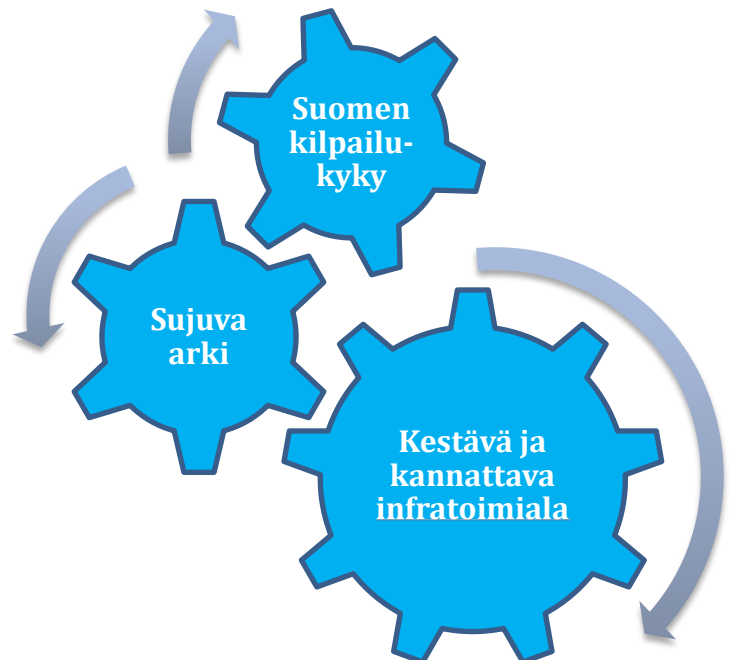 Suomen
kilpailu-
kyky
Sujuva
arki
Kestävä ja
kannattava
infratoimiala